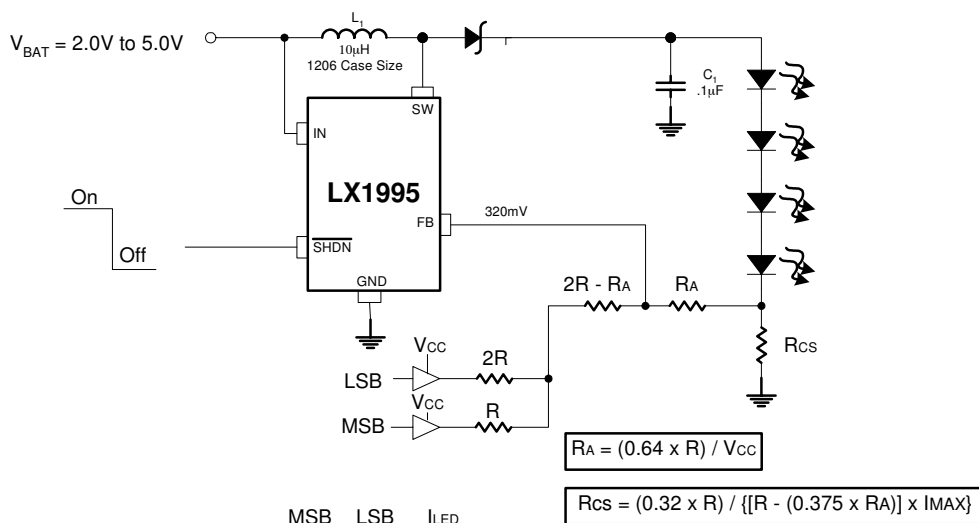 L1
VBAT = 2.0V to 5.0V
10µH
1206 Case Size
C1
.1µF
SW
IN
LX1995
On
320mV
FB
Off
SHDN
GND
2R - RA
RA
RCS
VCC
2R
LSB
VCC
R
MSB
RA = (0.64 x R) / VCC
RCS = (0.32 x R) / {[R - (0.375 x RA)] x IMAX}
MSB LSB ILED